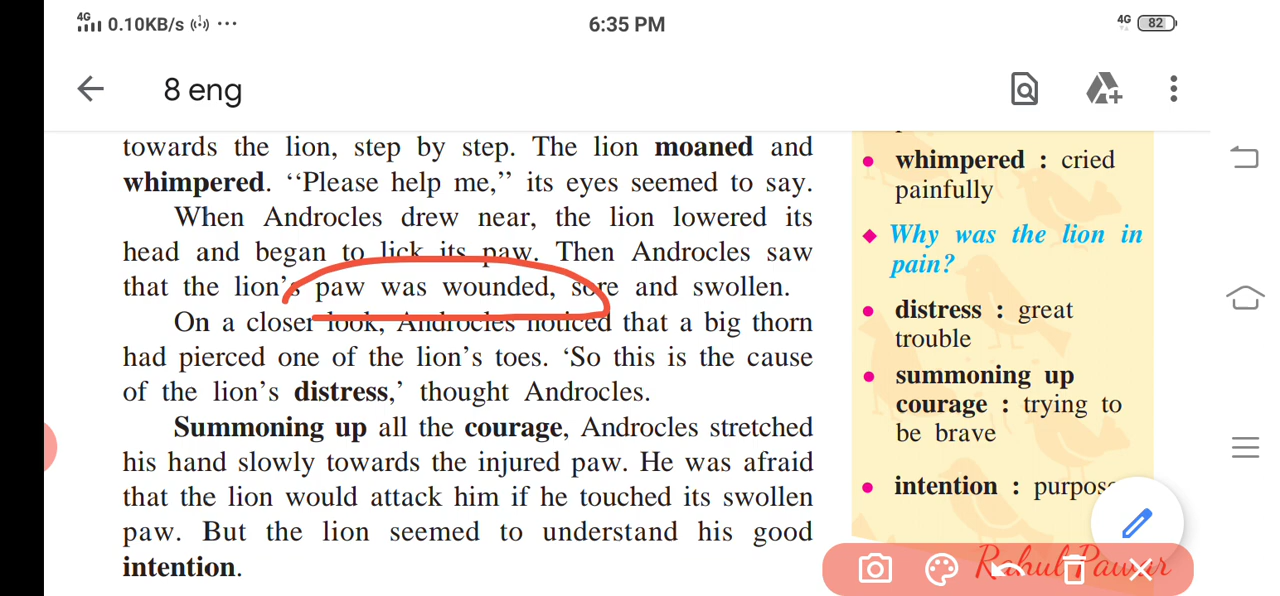 4G 0.10KB/s ...
6:35 PM
4G 82
8 eng
towards the lion, step by step. The lion moaned and
whimpered. ‘‘Please help me,’’ its eyes seemed to say.
When Androcles drew near, the lion lowered its
head and began to lick its paw. Then Androcles saw
that the lion’s paw was wounded, sore and swollen.
On a closer look, Androcles noticed that a big thorn
had pierced one of the lion’s toes. ‘So this is the cause
of the lion’s distress,’ thought Androcles.
Summoning up all the courage, Androcles stretched
his hand slowly towards the injured paw. He was afraid
that the lion would attack him if he touched its swollen
paw. But the lion seemed to understand his good
intention.
• whimpered : cried
painfully
◆ Why was the lion in
pain?
• distress : great
trouble
• summoning up
courage : trying to
be brave
• intention : purpose
Rahul Pawar